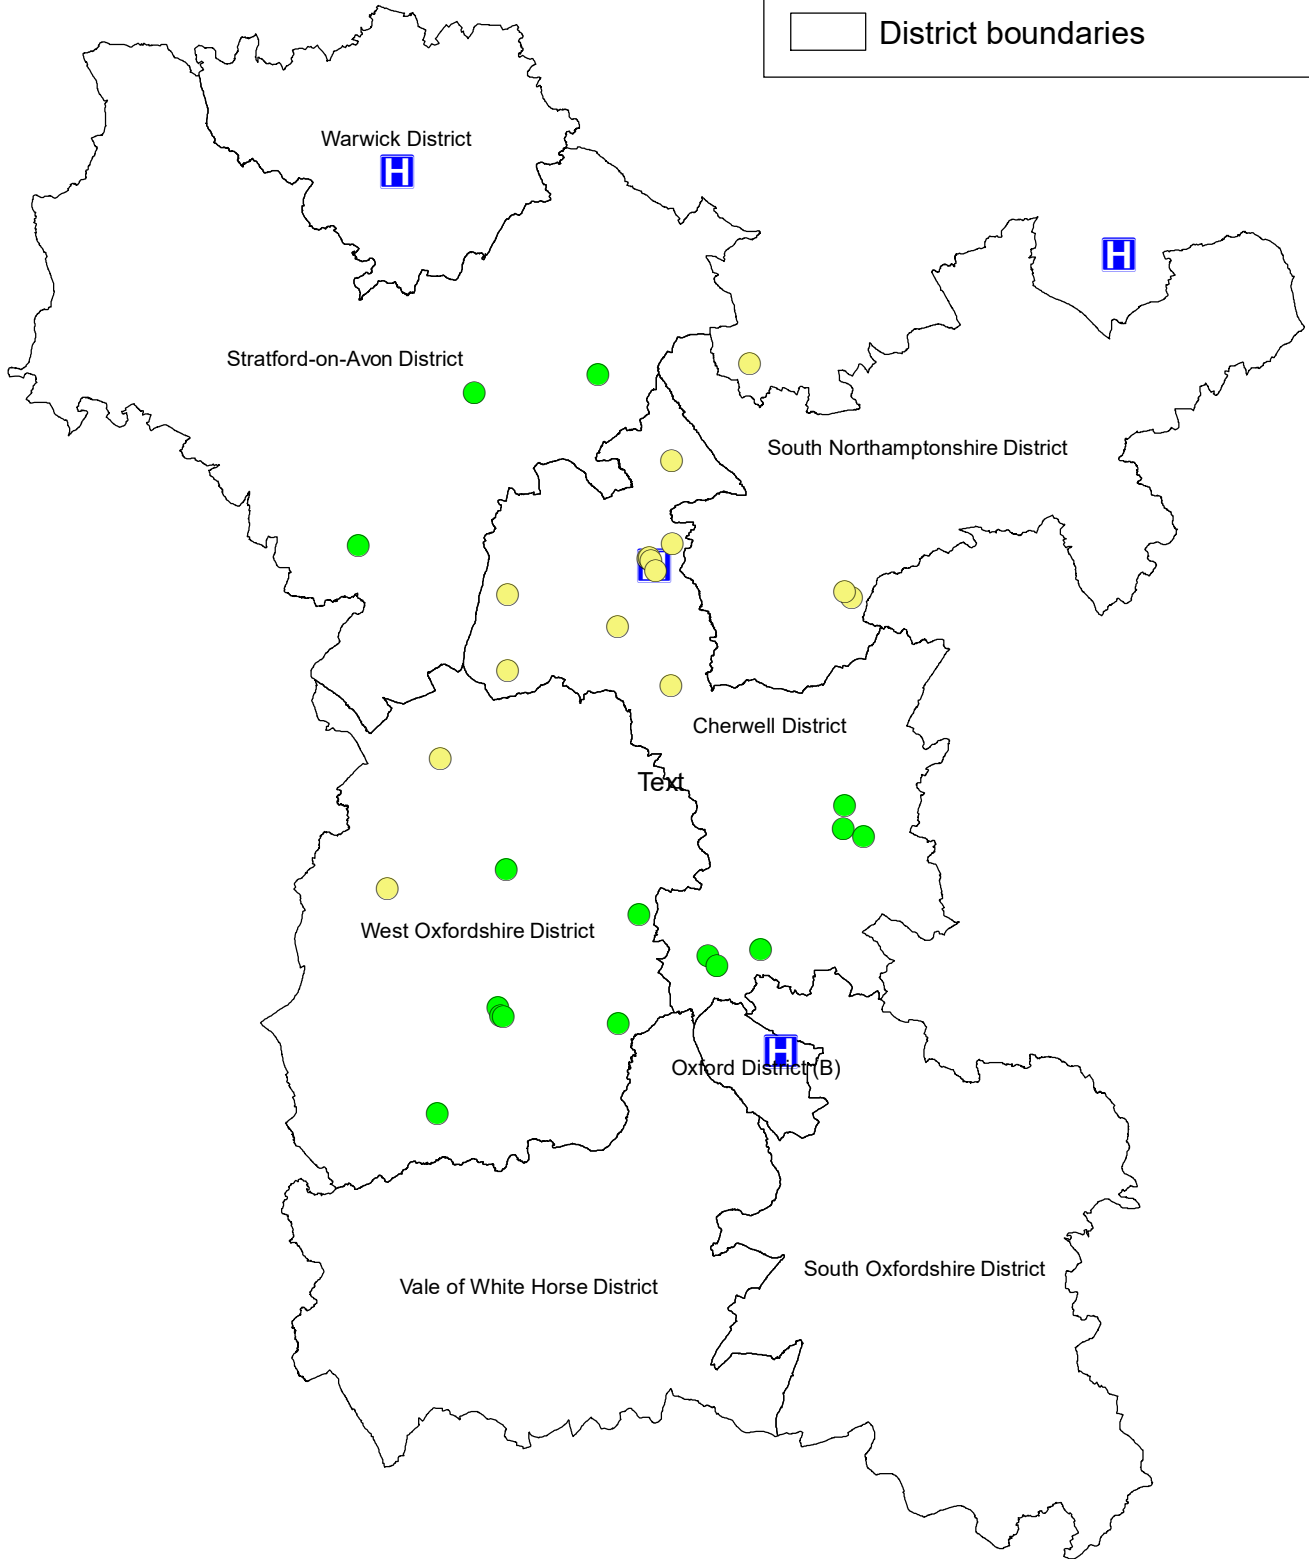 District boundaries
Warwick District
H
H
Stratford-on-Avon District
South Northamptonshire District
H
Cherwell District
Text
West Oxfordshire District
H
Oxford District (B)
South Oxfordshire District
Vale of White Horse District